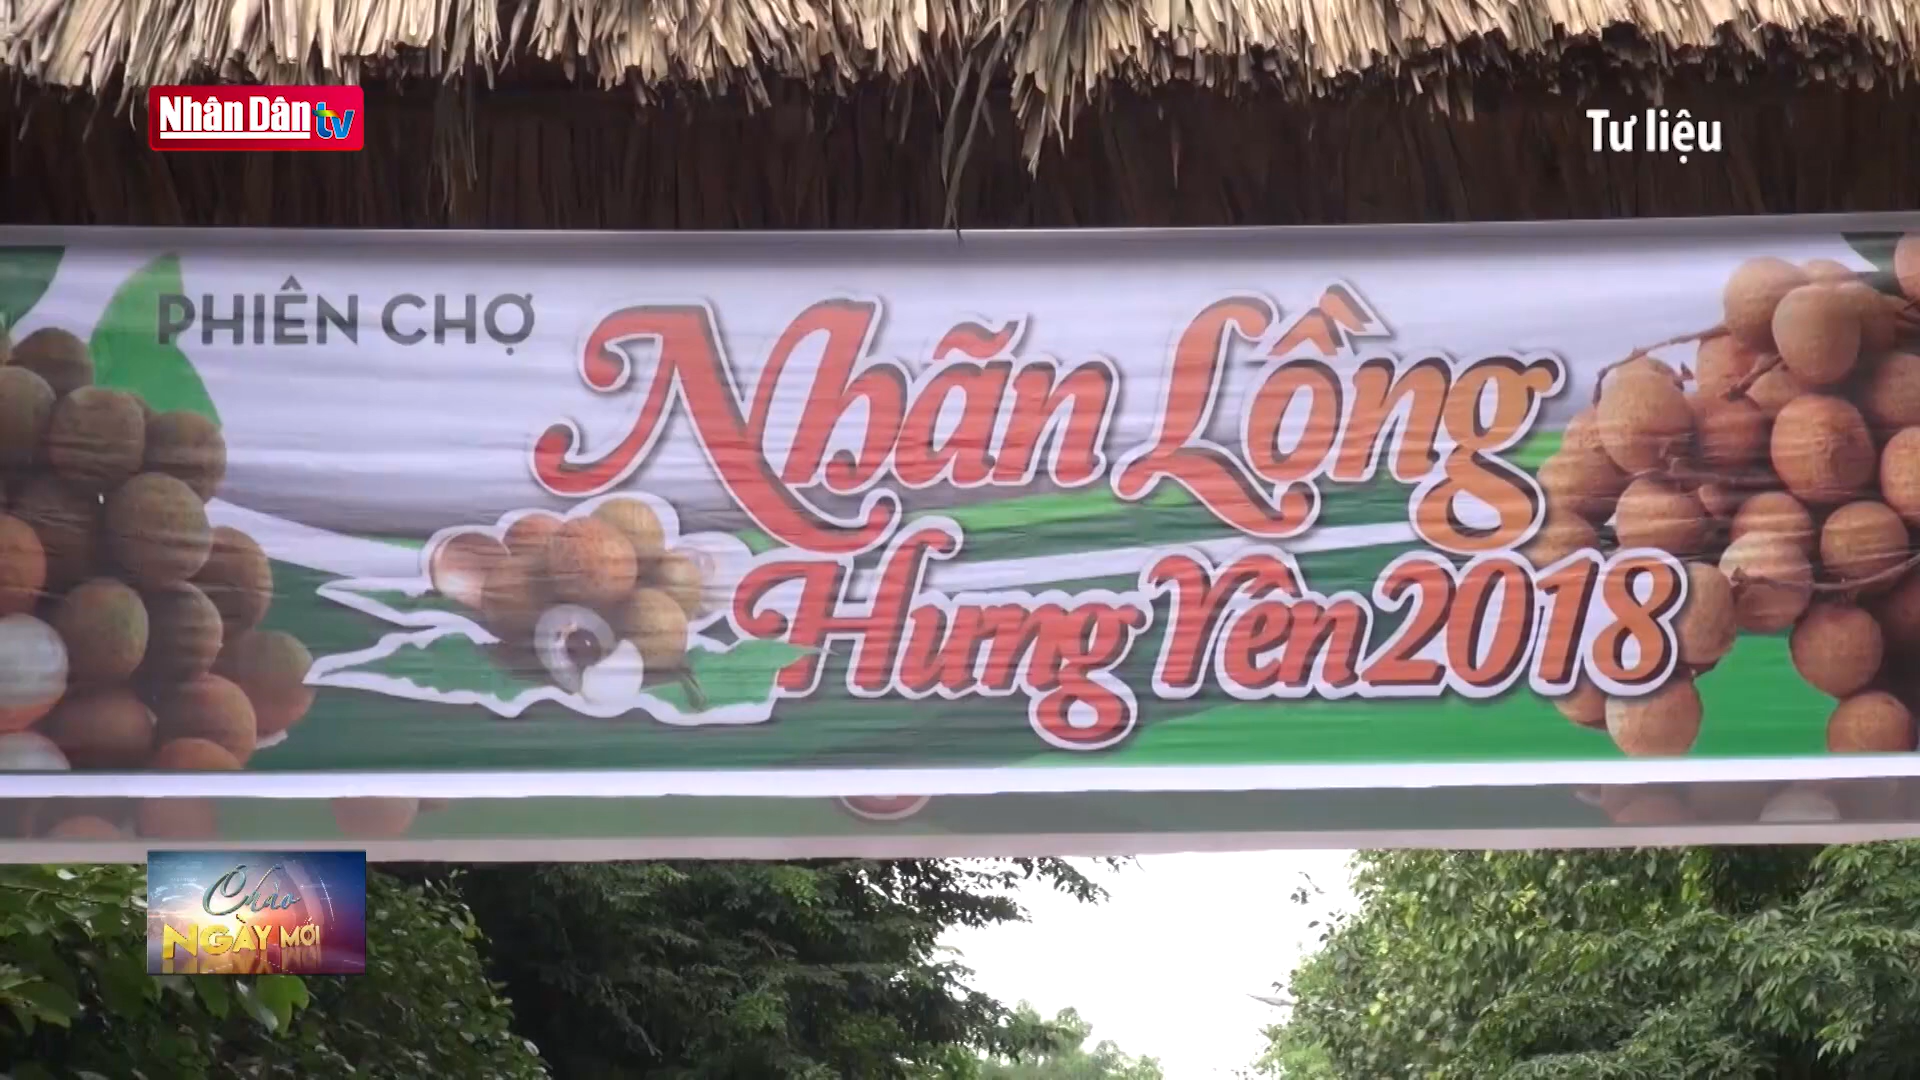 Nhân Dân tv
Tư liệu
PHIÊN CHỢ
Nhãn Lồng
Hưng Yên 2018
Chào
NGÀY MỚI